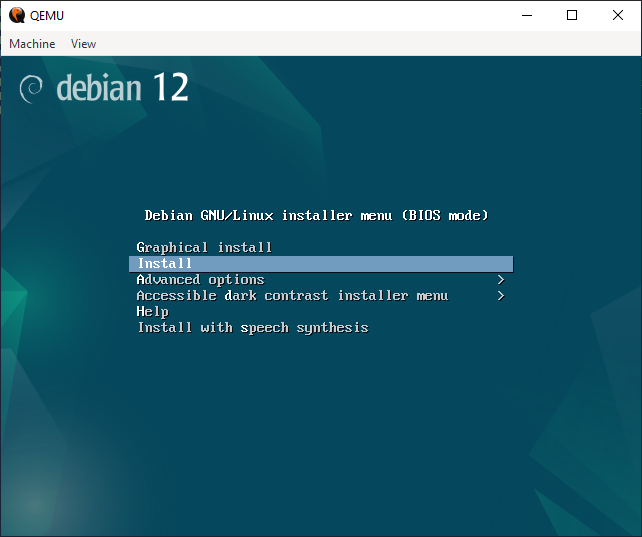 QEMU
Machine View
debian 12
Debian GNU/Linux installer menu (BIOS mode)
Graphical install
Install
Advanced options >
Accessible dark contrast installer menu >
Help
Install with speech synthesis